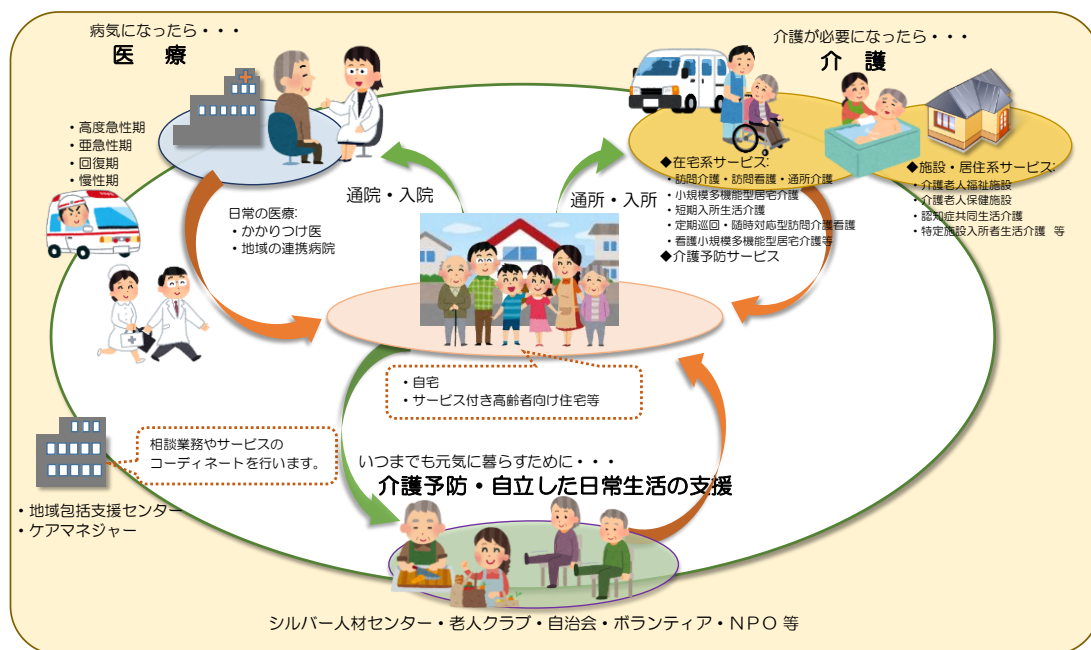 病気になったら・・・
医 療
・高度急性期
・亜急性期
・回復期
・慢性期
日常の医療:
・かかりつけ医
・地域の連携病院
通院・入院
介護が必要になったら・・・
介 護
通所・入所
◆在宅系サービス:
・訪問介護・訪問看護・通所介護
・小規模多機能型居宅介護
・短期入所生活介護
・定期巡回・随時対応型訪問介護看護
・看護小規模多機能型居宅介護等
◆介護予防サービス
◆施設・居住系サービス:
・介護老人福祉施設
・介護老人保健施設
・認知症共同生活介護
・特定施設入所者生活介護 等
・自宅
・サービス付き高齢者向け住宅等
相談業務やサービスの
コーディネートを行います。
・地域包括支援センター
・ケアマネジャー
いつまでも元気に暮らすために・・・
介護予防・自立した日常生活の支援
シルバー人材センター・老人クラブ・自治会・ボランティア・NPO 等